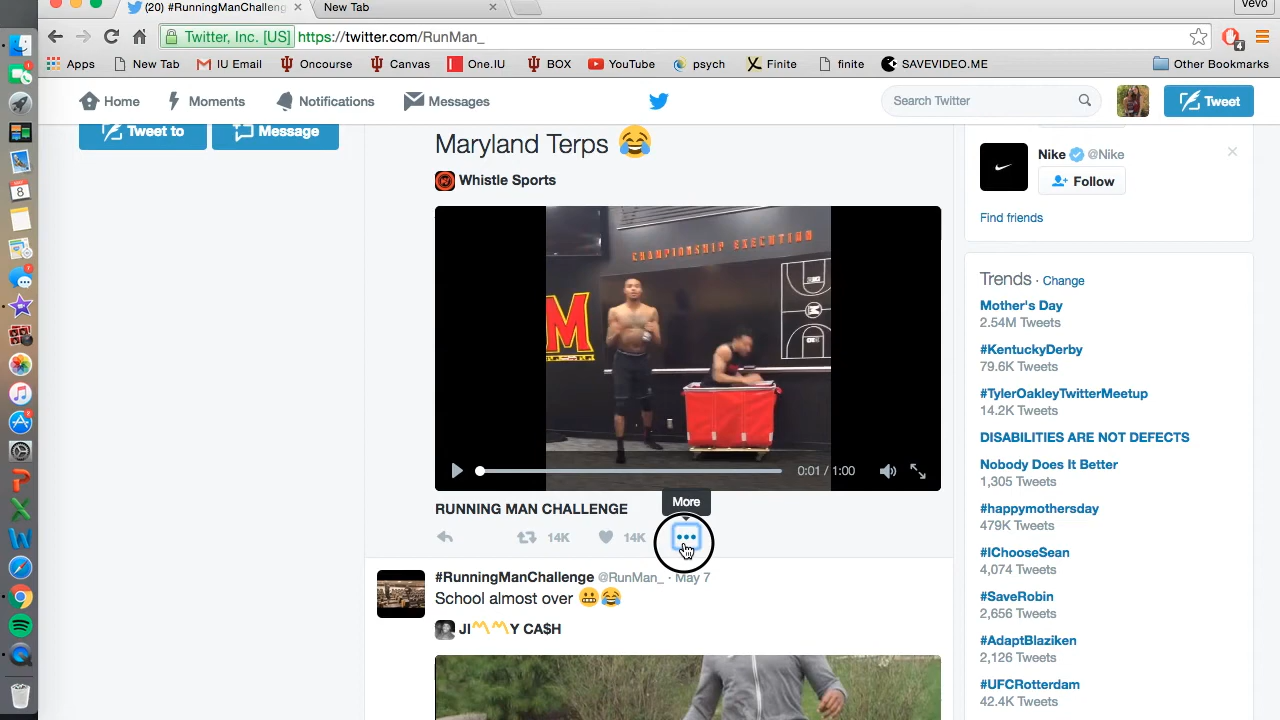 (20) #RunningManChalleng
New Tab
Vevo
Twitter, Inc. [US]
https://twitter.com/RunMan_
4
Apps
New Tab
IU Email
Oncourse
Canvas
One.IU
BOX
YouTube
psych
Finite
finite
SAVEVIDEO.ME
Other Bookmarks
Home
Moments
Notifications
Messages
Search Twitter
Tweet
Tweet to
Message
Maryland Terps 😂
Whistle Sports
CHAMPIONSHIP EXECUTION
M
0:01 / 1:00
RUNNING MAN CHALLENGE
More
14K
14K
#RunningManChallenge @RunMan_ · May 7
School almost over 😬😂
JI〽〽Y CA$H
Nike @Nike
Follow
Find friends
Trends · Change
Mother's Day
2.54M Tweets
#KentuckyDerby
79.6K Tweets
#TylerOakleyTwitterMeetup
14.2K Tweets
DISABILITIES ARE NOT DEFECTS
Nobody Does It Better
1,305 Tweets
#happymothersday
479K Tweets
#IChooseSean
4,074 Tweets
#SaveRobin
2,656 Tweets
#AdaptBlaziken
2,126 Tweets
#UFCRotterdam
42.4K Tweets
8